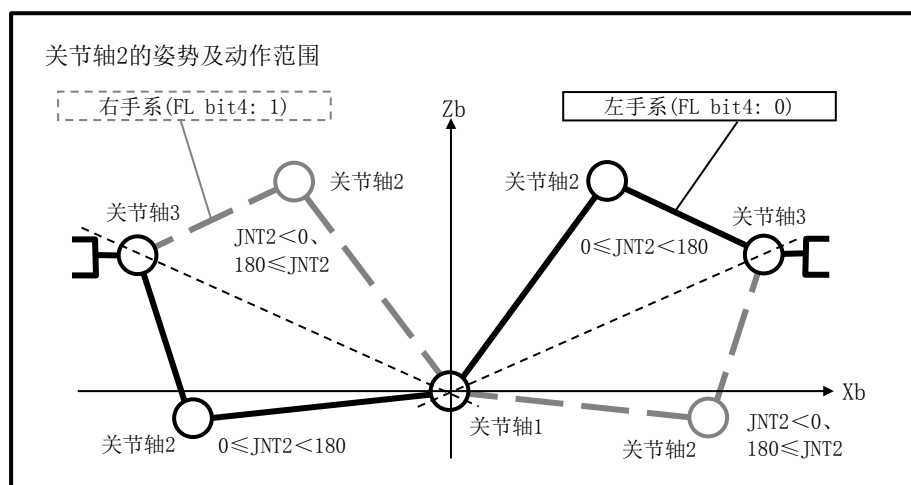 关节轴2的姿势及动作范围
右手系(FL bit4: 1)
Zb
左手系(FL bit4: 0)
关节轴2
关节轴2
关节轴3
关节轴3
JNT2<0、
180≤JNT2
0≤JNT2<180
Xb
关节轴2
0≤JNT2<180
关节轴1
关节轴2
JNT2<0、
180≤JNT2